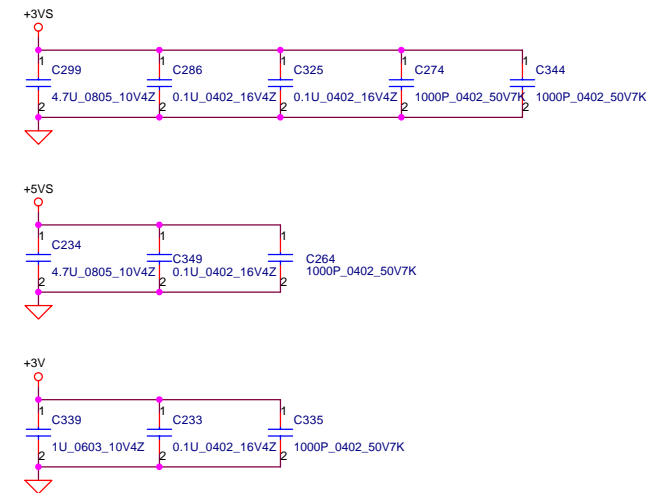 +3VS
1 1 1 1 1
C299 C286 C325 C274 C344
4.7U_0805_10V4Z 0.1U_0402_16V4Z 0.1U_0402_16V4Z 1000P_0402_50V7K 1000P_0402_50V7K
2 2 2 2 2
+5VS
1 1 1
C234 C349 C264
4.7U_0805_10V4Z 0.1U_0402_16V4Z 1000P_0402_50V7K
2 2 2
+3V
1 1 1
C339 C233 C335
1U_0603_10V4Z 0.1U_0402_16V4Z 1000P_0402_50V7K
2 2 2